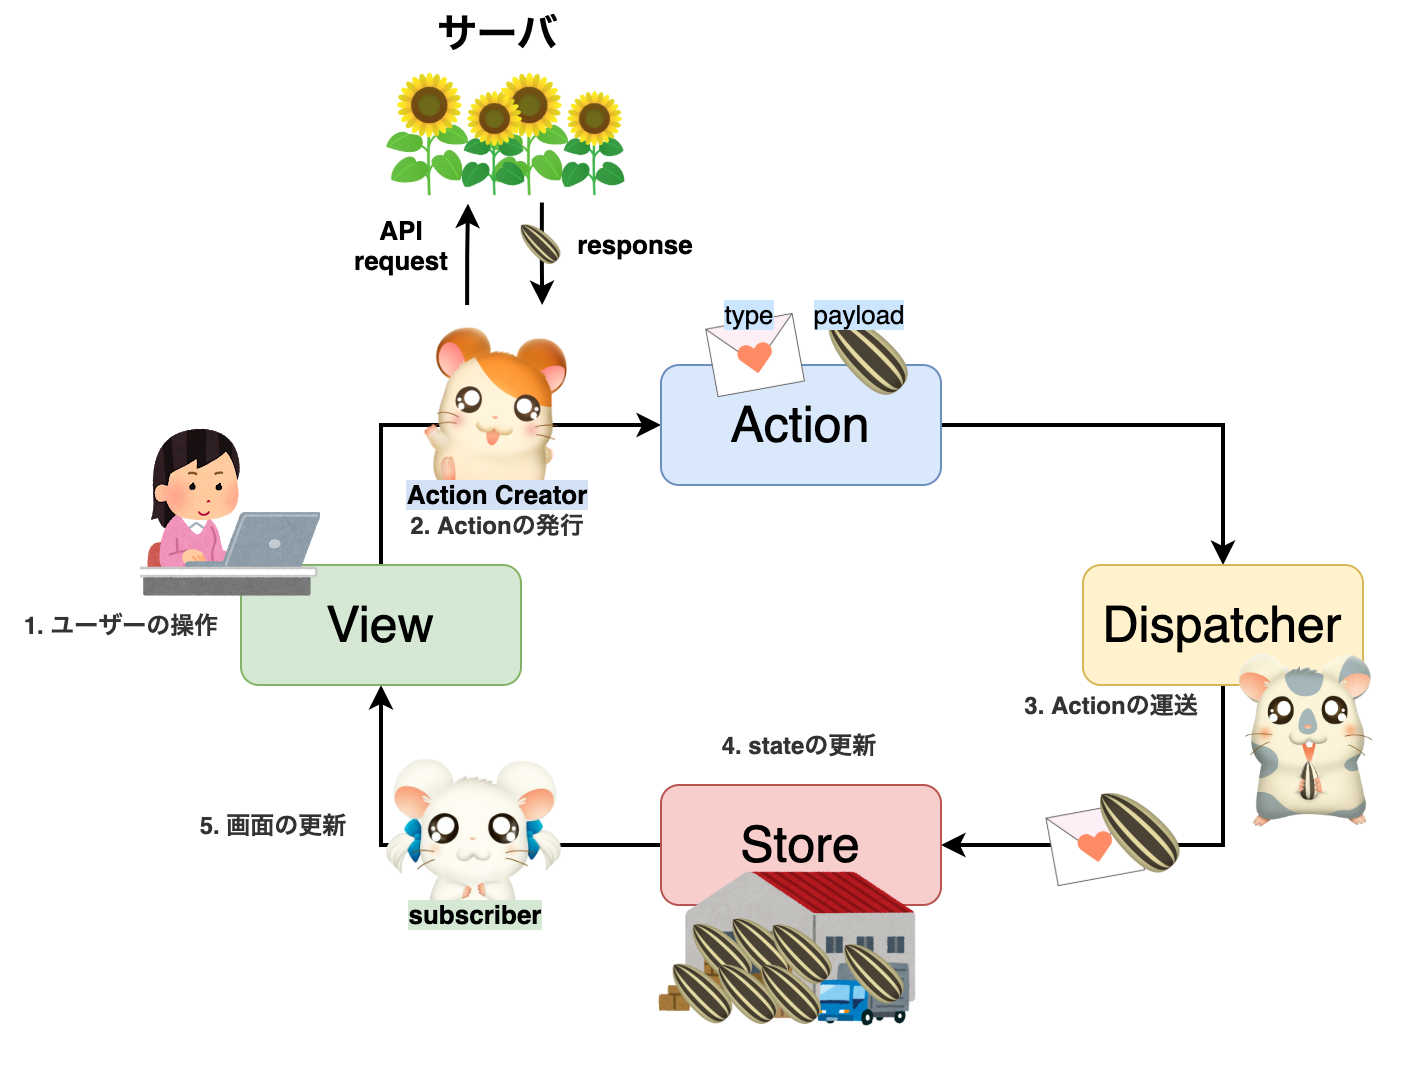 サーバ
API
request
response
type
payload
Action
Action Creator
2. Actionの発行
1. ユーザーの操作
View
Dispatcher
3. Actionの運送
4. stateの更新
5. 画面の更新
Store
subscriber